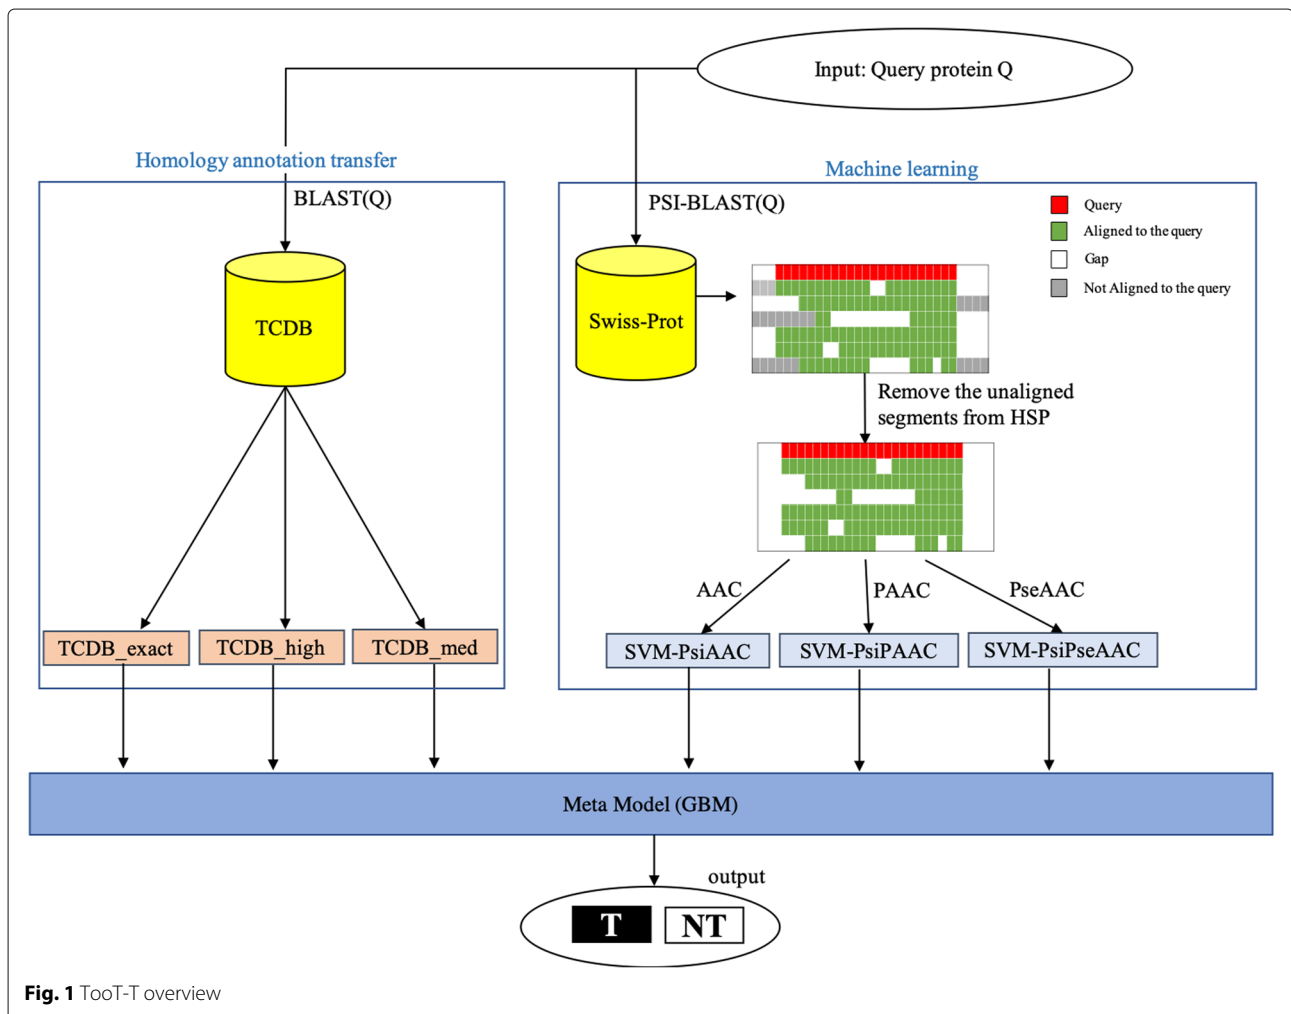 Input: Query protein Q
Homology annotation transfer
BLAST(Q)
TCDB
TCDB_exact
TCDB_high
TCDB_med
Machine learning
PSI-BLAST(Q)
Query
Aligned to the query
Gap
Not Aligned to the query
Swiss-Prot
Remove the unaligned
segments from HSP
AAC
PAAC
PseAAC
SVM-PsiAAC
SVM-PsiPAAC
SVM-PsiPseAAC
Meta Model (GBM)
output
T
NT
Fig. 1 TooT-T overview